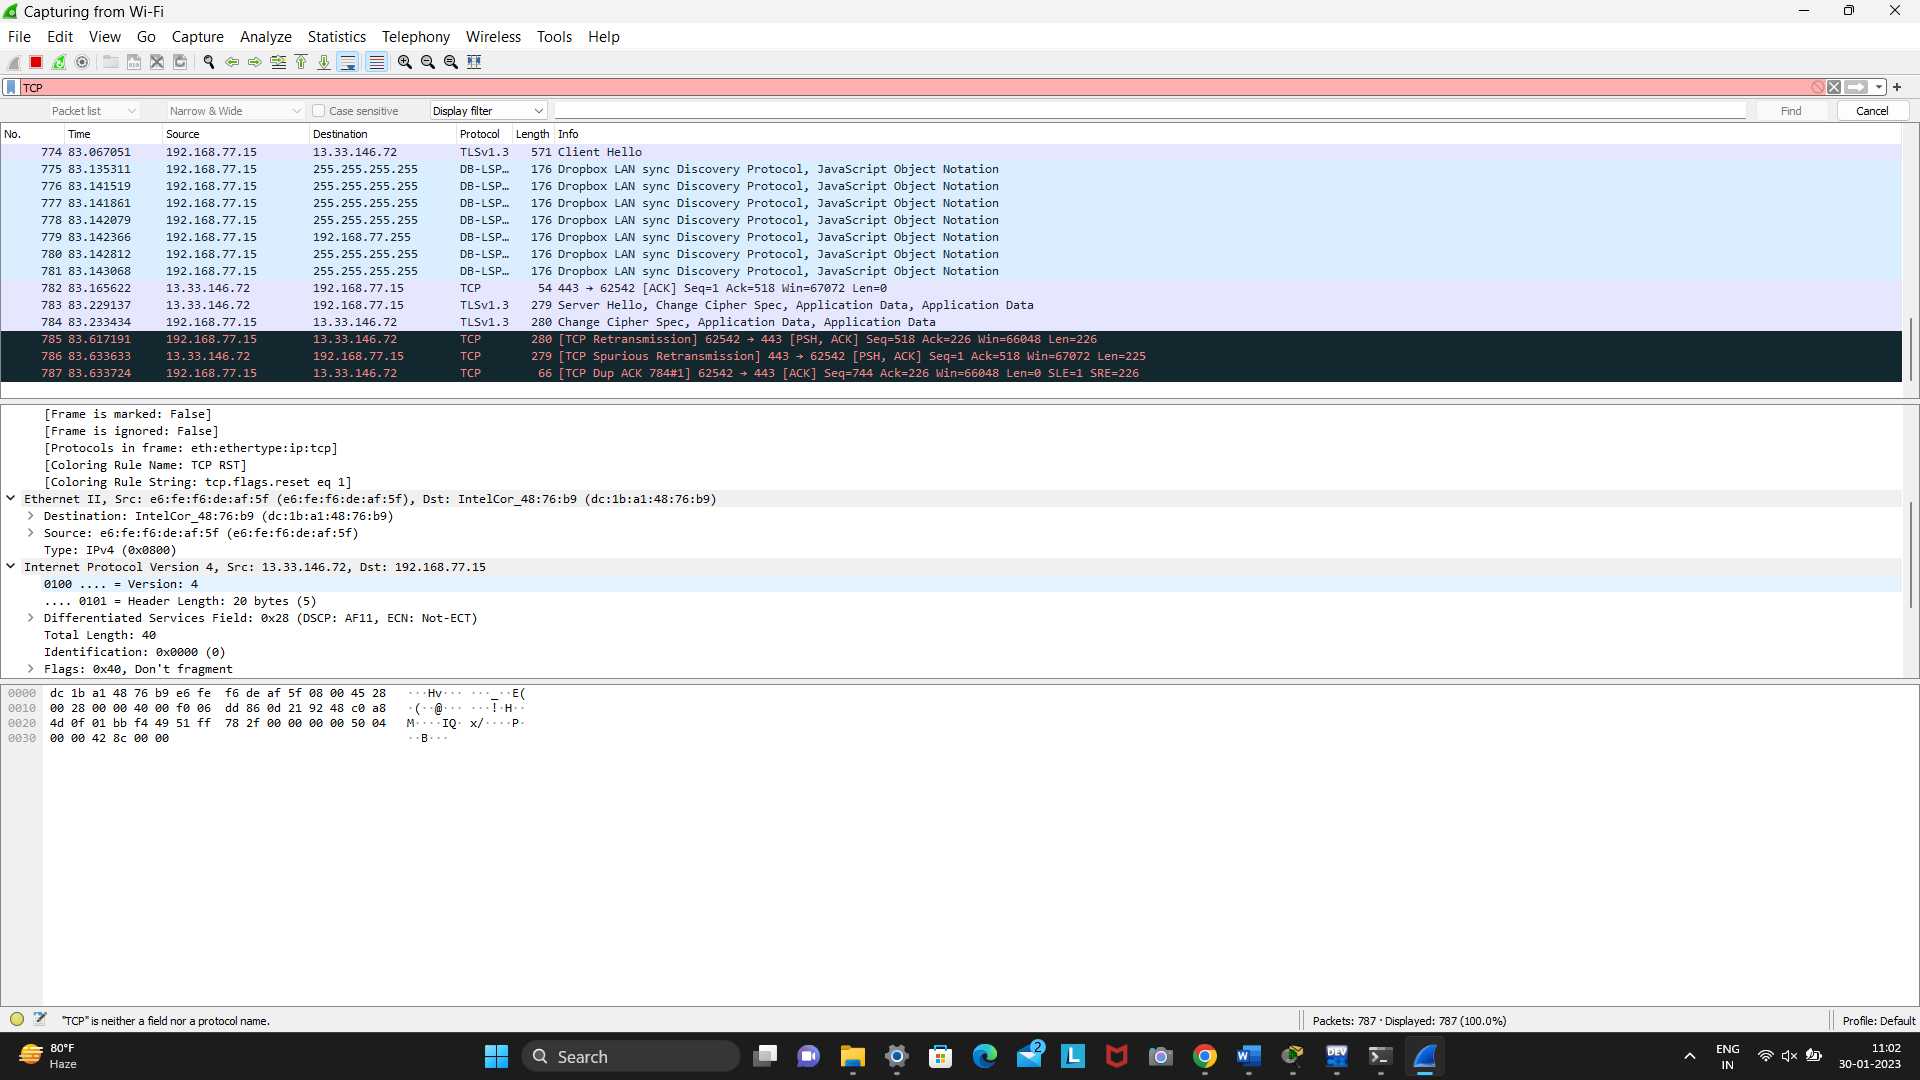 Capturing from Wi-Fi
File Edit View Go Capture Analyze Statistics Telephony Wireless Tools Help
TCP
Packet list Narrow & Wide Case sensitive Display filter Find Cancel
No. Time Source Destination Protocol Length Info
774 83.067051 192.168.77.15 13.33.146.72 TLSv1.3 571 Client Hello
775 83.135311 192.168.77.15 255.255.255.255 DB-LSP… 176 Dropbox LAN sync Discovery Protocol, JavaScript Object Notation
776 83.141519 192.168.77.15 255.255.255.255 DB-LSP… 176 Dropbox LAN sync Discovery Protocol, JavaScript Object Notation
777 83.141861 192.168.77.15 255.255.255.255 DB-LSP… 176 Dropbox LAN sync Discovery Protocol, JavaScript Object Notation
778 83.142079 192.168.77.15 255.255.255.255 DB-LSP… 176 Dropbox LAN sync Discovery Protocol, JavaScript Object Notation
779 83.142366 192.168.77.15 192.168.77.255 DB-LSP… 176 Dropbox LAN sync Discovery Protocol, JavaScript Object Notation
780 83.142812 192.168.77.15 255.255.255.255 DB-LSP… 176 Dropbox LAN sync Discovery Protocol, JavaScript Object Notation
781 83.143068 192.168.77.15 255.255.255.255 DB-LSP… 176 Dropbox LAN sync Discovery Protocol, JavaScript Object Notation
782 83.165622 13.33.146.72 192.168.77.15 TCP 54 443 → 62542 [ACK] Seq=1 Ack=518 Win=67072 Len=0
783 83.229137 13.33.146.72 192.168.77.15 TLSv1.3 279 Server Hello, Change Cipher Spec, Application Data, Application Data
784 83.233434 192.168.77.15 13.33.146.72 TLSv1.3 280 Change Cipher Spec, Application Data, Application Data
785 83.617191 192.168.77.15 13.33.146.72 TCP 280 [TCP Retransmission] 62542 → 443 [PSH, ACK] Seq=518 Ack=226 Win=66048 Len=226
786 83.633633 13.33.146.72 192.168.77.15 TCP 279 [TCP Spurious Retransmission] 443 → 62542 [PSH, ACK] Seq=1 Ack=518 Win=67072 Len=225
787 83.633724 192.168.77.15 13.33.146.72 TCP 66 [TCP Dup ACK 784#1] 62542 → 443 [ACK] Seq=744 Ack=226 Win=66048 Len=0 SLE=1 SRE=226
[Frame is marked: False]
[Frame is ignored: False]
[Protocols in frame: eth:ethertype:ip:tcp]
[Coloring Rule Name: TCP RST]
[Coloring Rule String: tcp.flags.reset eq 1]
Ethernet II, Src: e6:fe:f6:de:af:5f (e6:fe:f6:de:af:5f), Dst: IntelCor_48:76:b9 (dc:1b:a1:48:76:b9)
Destination: IntelCor_48:76:b9 (dc:1b:a1:48:76:b9)
Source: e6:fe:f6:de:af:5f (e6:fe:f6:de:af:5f)
Type: IPv4 (0x0800)
Internet Protocol Version 4, Src: 13.33.146.72, Dst: 192.168.77.15
0100 .... = Version: 4
.... 0101 = Header Length: 20 bytes (5)
Differentiated Services Field: 0x28 (DSCP: AF11, ECN: Not-ECT)
Total Length: 40
Identification: 0x0000 (0)
Flags: 0x40, Don't fragment
0000 dc 1b a1 48 76 b9 e6 fe f6 de af 5f 08 00 45 28 ···Hv··· ···_··E(
0010 00 28 00 00 40 00 f0 06 dd 86 0d 21 92 48 c0 a8 ·(··@··· ···!·H··
0020 4d 0f 01 bb f4 49 51 ff 78 2f 00 00 00 00 50 04 M····IQ· x/····P·
0030 00 00 42 8c 00 00 ··B···
"TCP" is neither a field nor a protocol name. Packets: 787 · Displayed: 787 (100.0%) Profile: Default
80°F
Haze
Search
2
L
DEV
C++
ENG
IN
11:02
30-01-2023